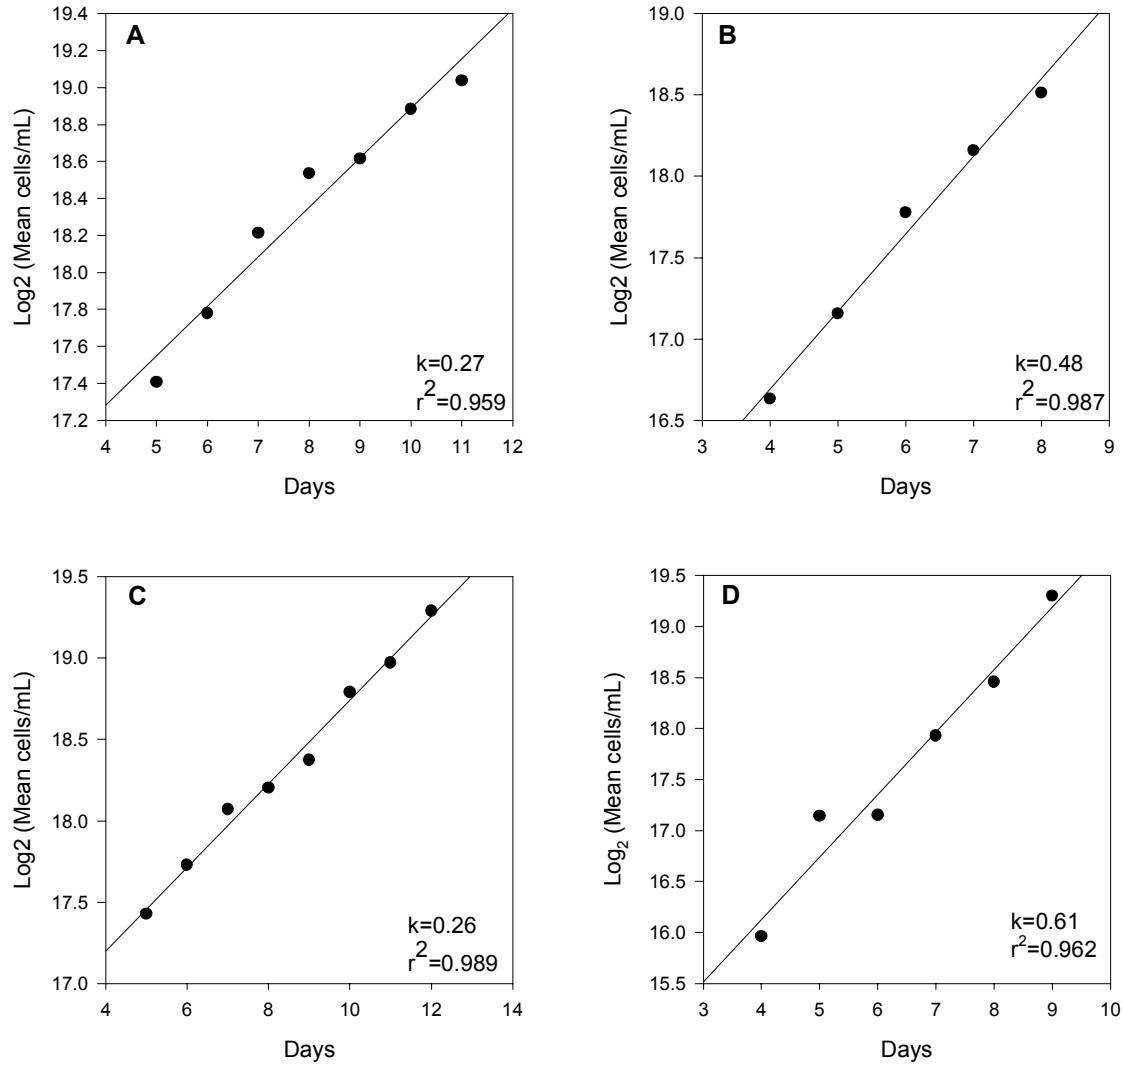 A
Log2 (Mean cells/mL)
19.4
19.2
19.0
18.8
18.6
18.4
18.2
18.0
17.8
17.6
17.4
17.2
k=0.27
r2=0.959
4 5 6 7 8 9 10 11 12
Days
B
Log2 (Mean cells/mL)
19.0
18.5
18.0
17.5
17.0
16.5
k=0.48
r2=0.987
3 4 5 6 7 8 9
Days
C
Log2 (Mean cells/mL)
19.5
19.0
18.5
18.0
17.5
17.0
k=0.26
r2=0.989
4 6 8 10 12 14
Days
D
Log2 (Mean cells/mL)
19.5
19.0
18.5
18.0
17.5
17.0
16.5
16.0
15.5
k=0.61
r2=0.962
3 4 5 6 7 8 9 10
Days